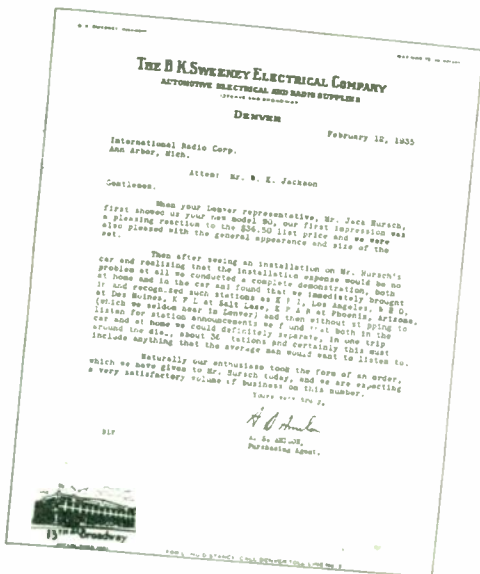 THE B K SWEENEY ELECTRICAL COMPANY
AUTOMOTIVE ELECTRICAL AND RADIO SUPPLIES
DENVER
February 12, 1935
International Radio Corp.
Ann Arbor, Mich.
Atten: Mr. W. K. Jackson
Gentlemen.
When your Denver representative, Mr. Jack Hursch,
first showed us your new model 90, our first impression was
a pleasing reaction to the $36.50 list price and we were
also pleased with the general appearance and size of the
set.
Then after seeing an installation on Mr. Hursch's
car and realizing that the installation expense would be no
problem at all we conducted a complete demonstration, both
at home and in the car and found that we immediately brought
in and recognized such stations as K F I, Los Angeles,
at Des Moines, K F L at Salt Lake, at Phoenix, Arizona,
(which we seldom hear in Denver) and then without stopping to
listen for station announcements we found that both in the
car and at home we could definitely separate, in one trip
around the dial, about 36 stations and certainly this must
include anything that the average man would want to listen to.
Naturally our enthusiasm took the form of an order,
which we have given to Mr. Hursch today, and we are expecting
a very satisfactory volume of business on this number.
Yours very truly,
Purchasing Agent.
15TH at Broadway